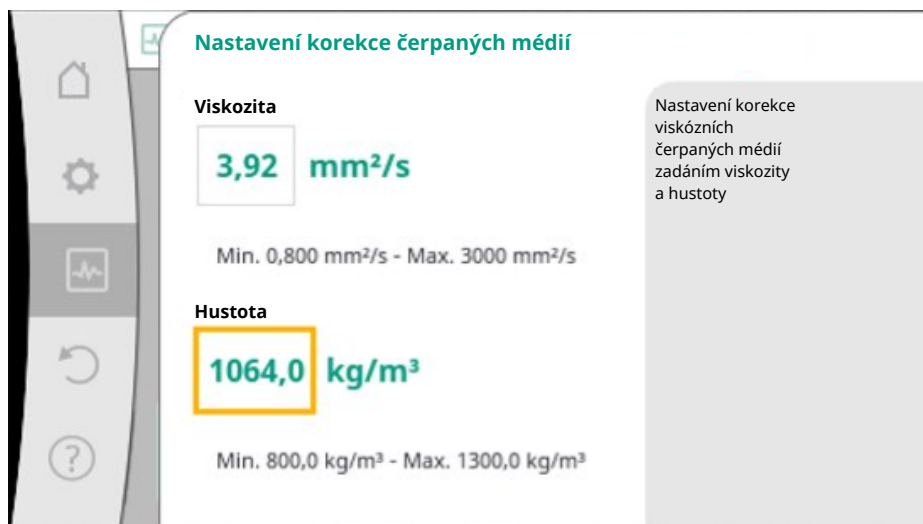 Nastavení korekce čerpaných médií
Viskozita
3,92 mm²/s
Min. 0,800 mm²/s - Max. 3000 mm²/s
Hustota
1064,0 kg/m³
Min. 800,0 kg/m³ - Max. 1300,0 kg/m³
Nastavení korekce
viskózních
čerpaných médií
zadáním viskozity
a hustoty